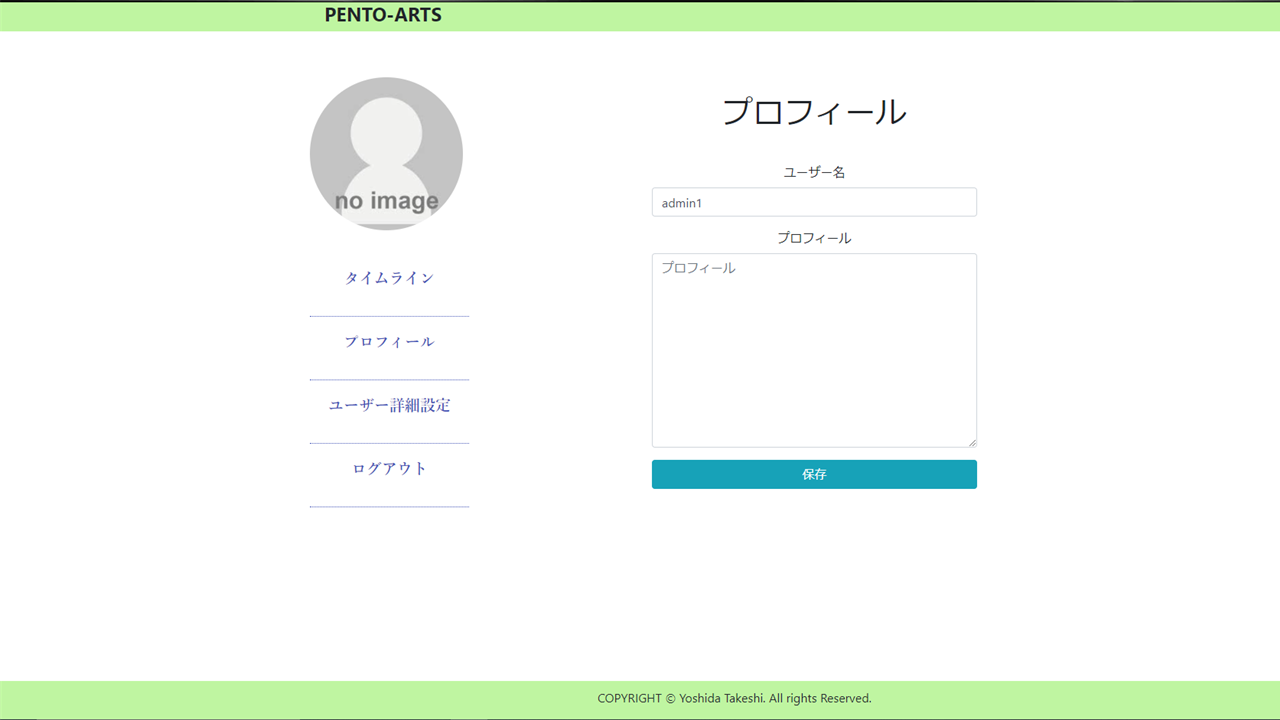 PENTO-ARTS
no image
タイムライン
プロフィール
ユーザー詳細設定
ログアウト
プロフィール
ユーザー名
admin1
プロフィール
プロフィール
保存
COPYRIGHT © Yoshida Takeshi. All rights Reserved.